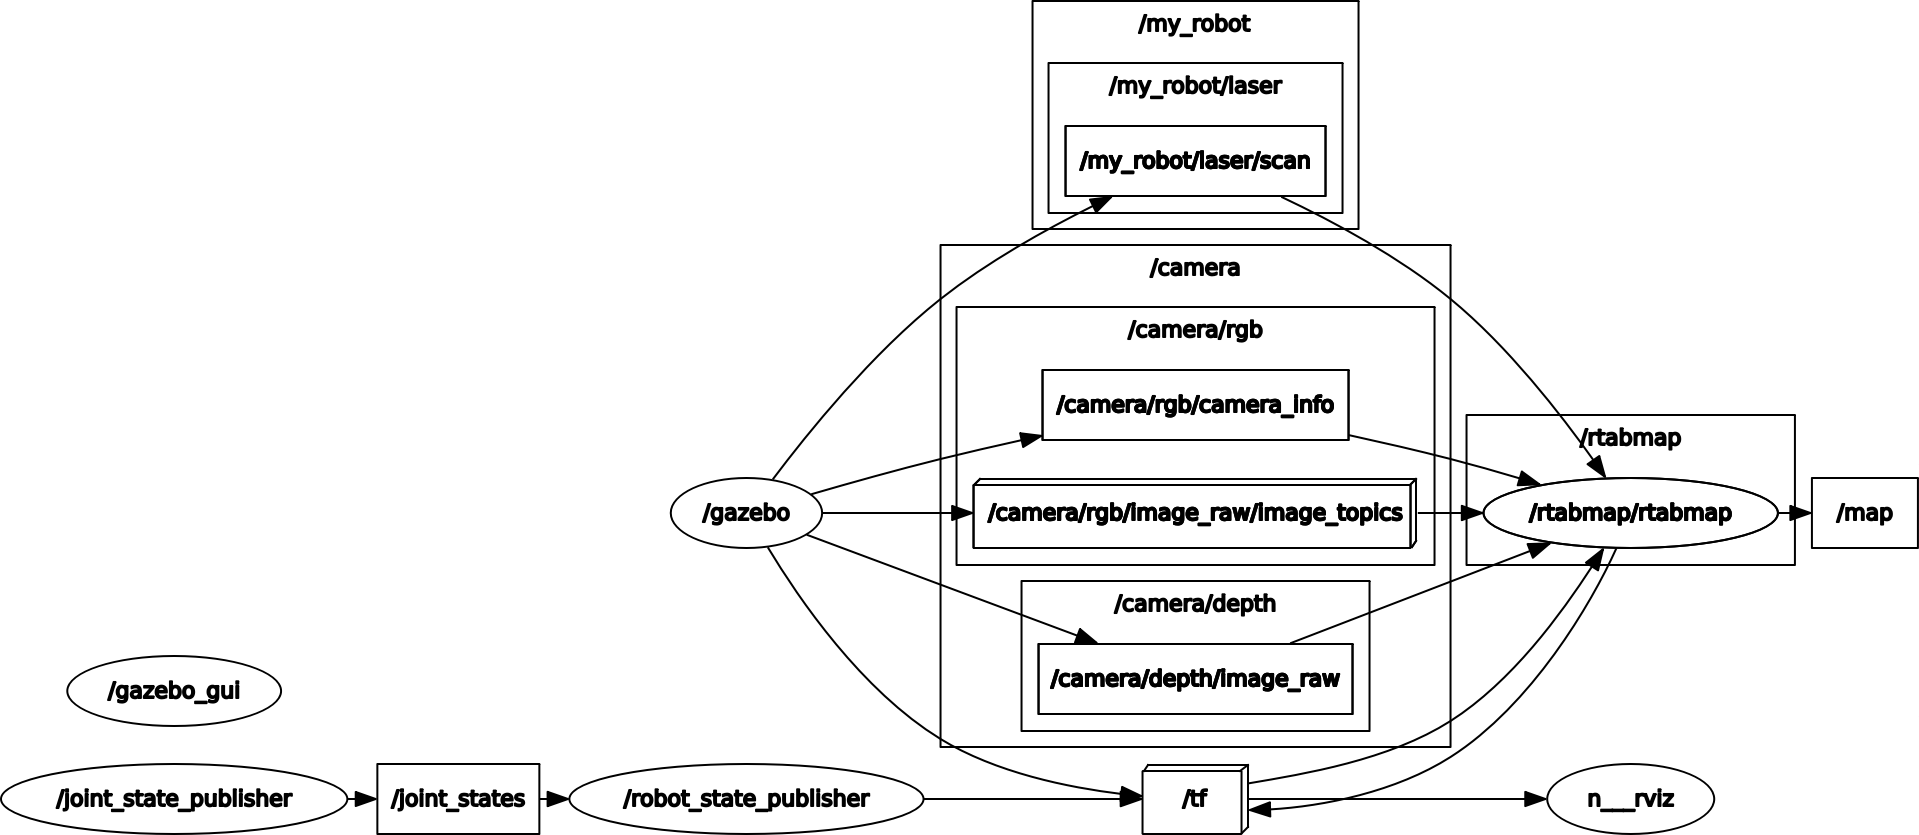 /my_robot
/my_robot/laser
/my_robot/laser/scan
/camera
/camera/rgb
/camera/rgb/camera_info
/rtabmap
/gazebo
/camera/rgb/image_raw/image_topics
/rtabmap/rtabmap
/map
/camera/depth
/camera/depth/image_raw
/gazebo_gui
/joint_state_publisher
/joint_states
/robot_state_publisher
/tf
n___rviz